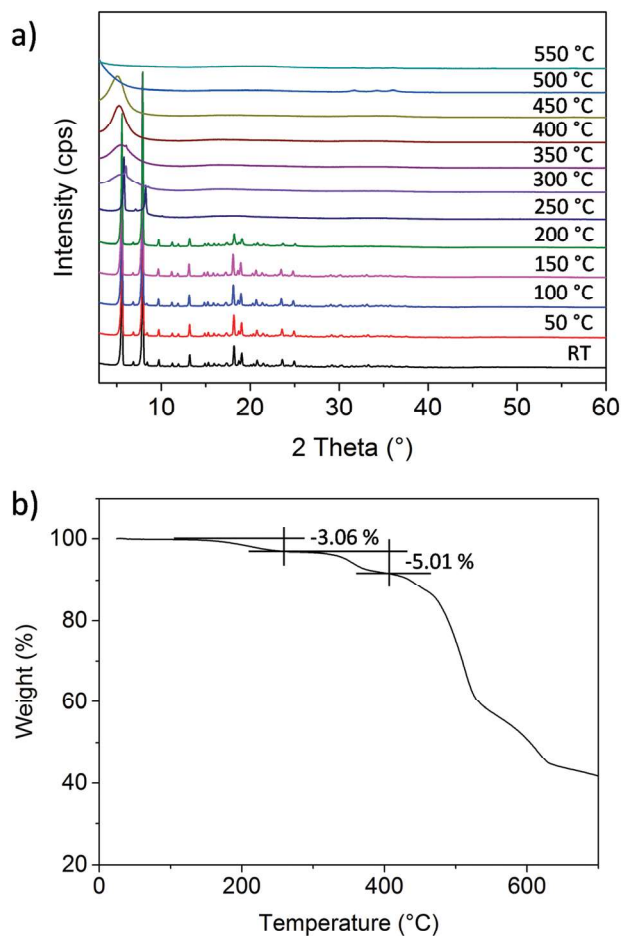 a)
Intensity (cps)
550 °C
500 °C
450 °C
400 °C
350 °C
300 °C
250 °C
200 °C
150 °C
100 °C
50 °C
RT
10 20 30 40 50 60
2 Theta (°)
b)
Weight (%)
100
80
60
40
20
-3.06 %
-5.01 %
0 200 400 600
Temperature (°C)